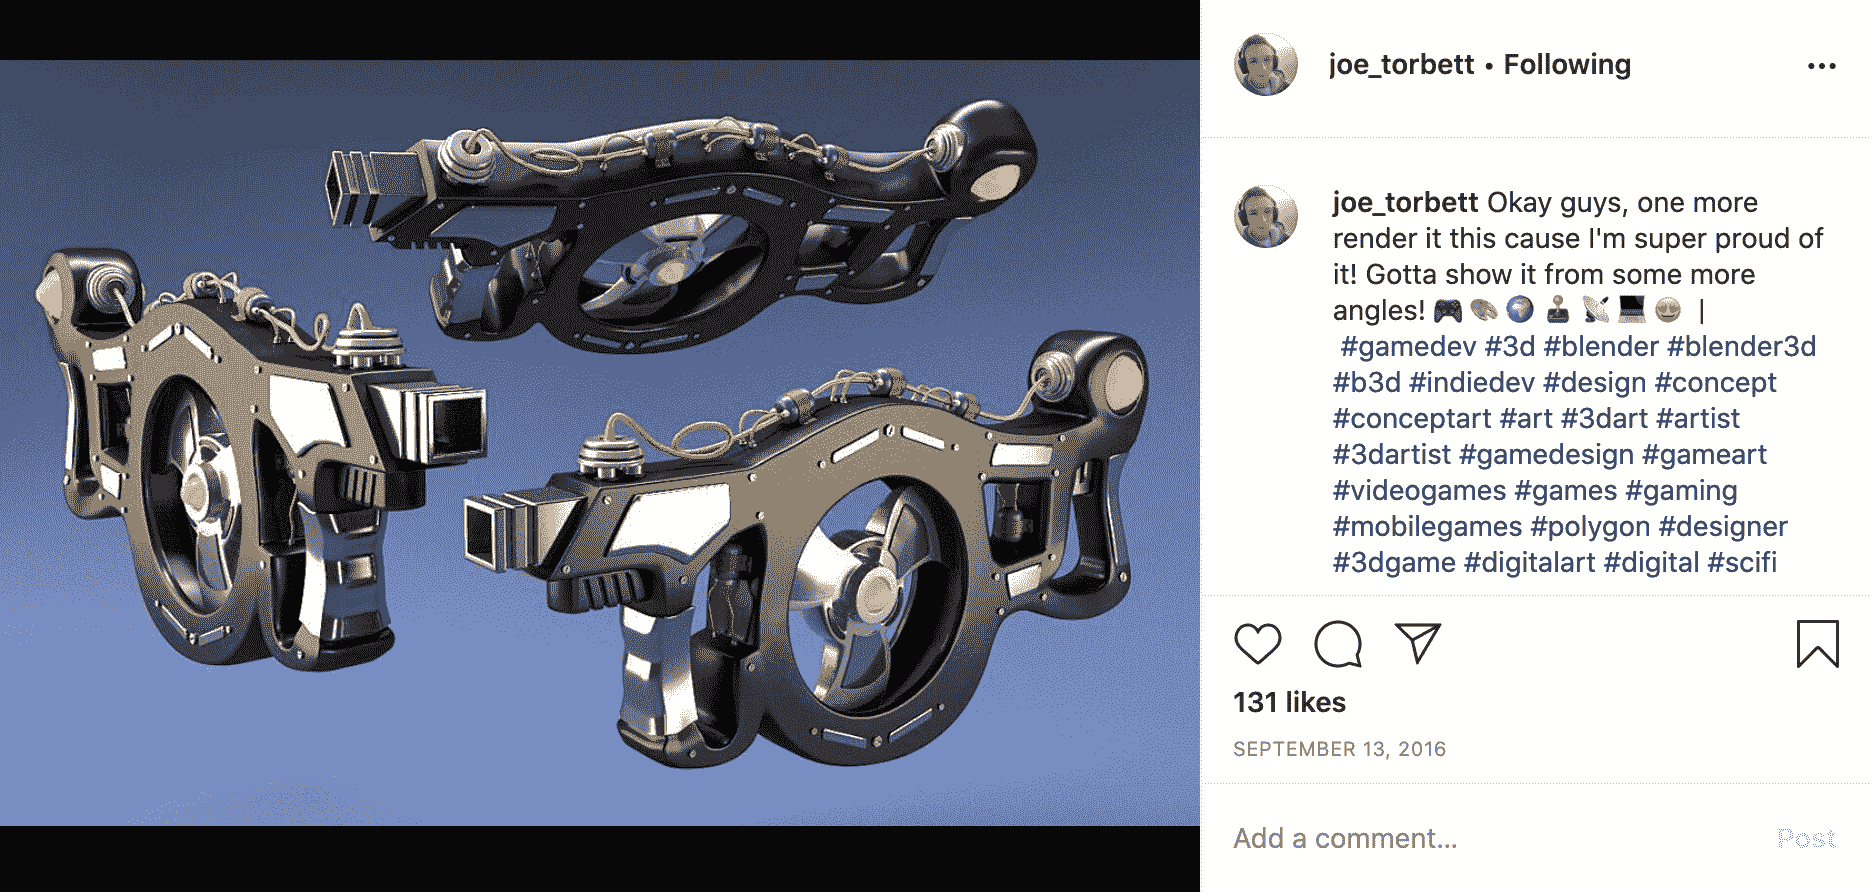 joe_torbett • Following
joe_torbett Okay guys, one more
render it this cause I'm super proud of
it! Gotta show it from some more
angles! 🎮 🎨 🌍 🕹 📡 💻 😍 |
#gamedev #3d #blender #blender3d
#b3d #indiedev #design #concept
#conceptart #art #3dart #artist
#3dartist #gamedesign #gameart
#videogames #games #gaming
#mobilegames #polygon #designer
#3dgame #digitalart #digital #scifi
131 likes
SEPTEMBER 13, 2016
Add a comment...
Post